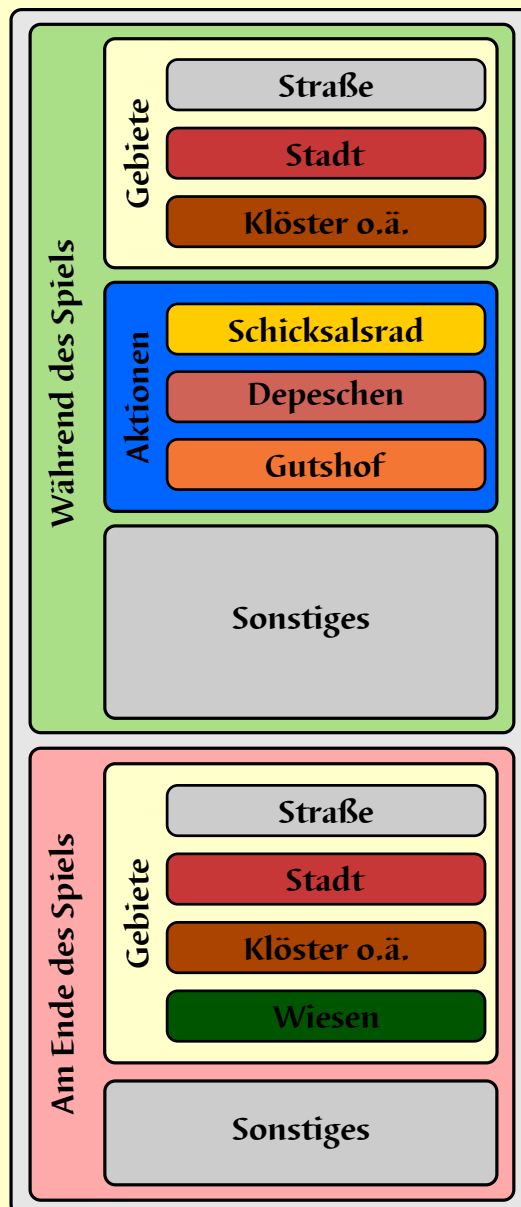 Während des Spiels
Gebiete
Straße
Stadt
Klöster o.ä.
Aktionen
Schicksalsrad
Depeschen
Gutshof
Sonstiges
Am Ende des Spiels
Gebiete
Straße
Stadt
Klöster o.ä.
Wiesen
Sonstiges